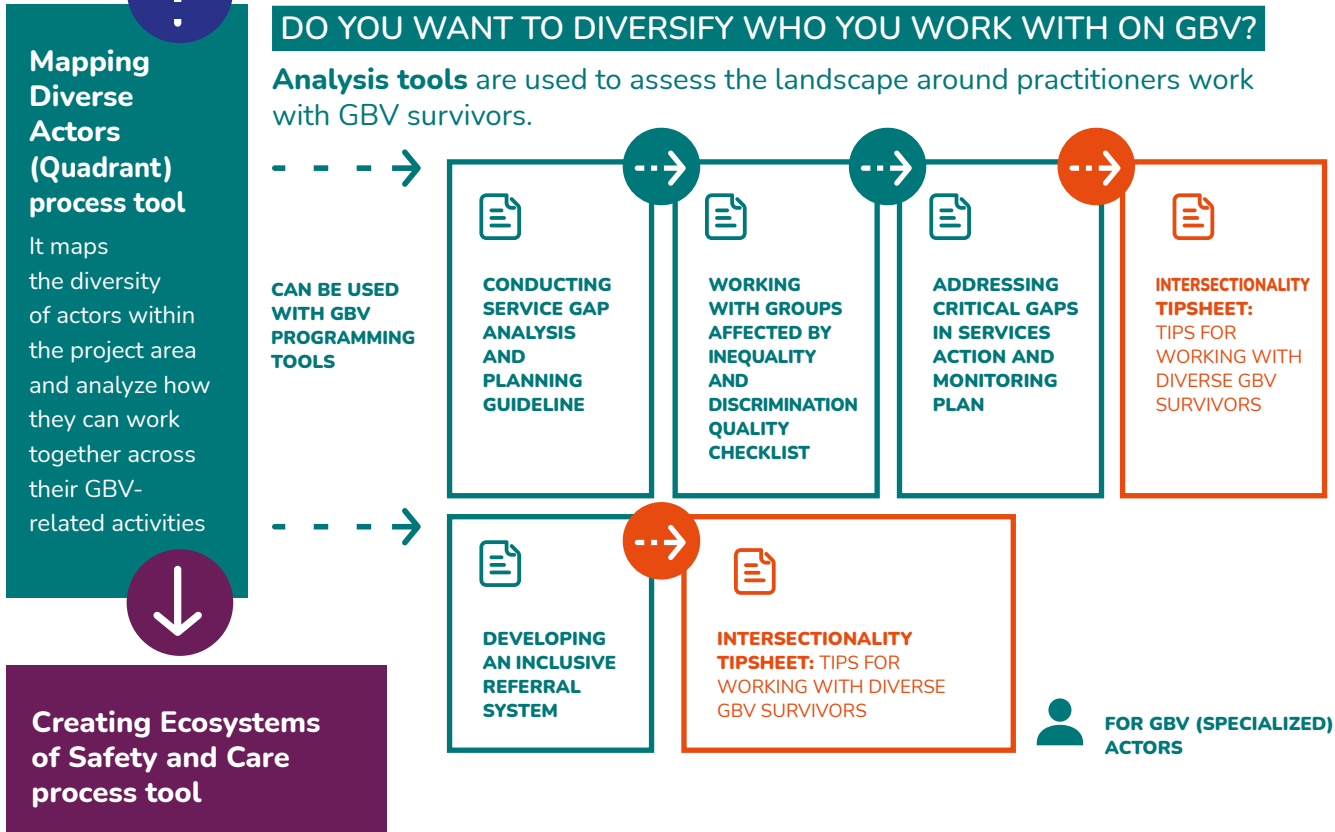 Mapping
Diverse
Actors
(Quadrant)
process tool
It maps
the diversity
of actors within
the project area
and analyze how
they can work
together across
their GBV-
related activities
Creating Ecosystems
of Safety and Care
process tool
DO YOU WANT TO DIVERSIFY WHO YOU WORK WITH ON GBV?
Analysis tools are used to assess the landscape around practitioners work
with GBV survivors.
CAN BE USED
WITH GBV
PROGRAMMING
TOOLS
CONDUCTING
SERVICE GAP
ANALYSIS
AND
PLANNING
GUIDELINE
WORKING
WITH GROUPS
AFFECTED BY
INEQUALITY
AND
DISCRIMINATION
QUALITY
CHECKLIST
ADDRESSING
CRITICAL GAPS
IN SERVICES
ACTION AND
MONITORING
PLAN
INTERSECTIONALITY
TIPSHEET:
TIPS FOR
WORKING WITH
DIVERSE GBV
SURVIVORS
DEVELOPING
AN INCLUSIVE
REFERRAL
SYSTEM
INTERSECTIONALITY
TIPSHEET: TIPS FOR
WORKING WITH DIVERSE
GBV SURVIVORS
FOR GBV (SPECIALIZED)
ACTORS